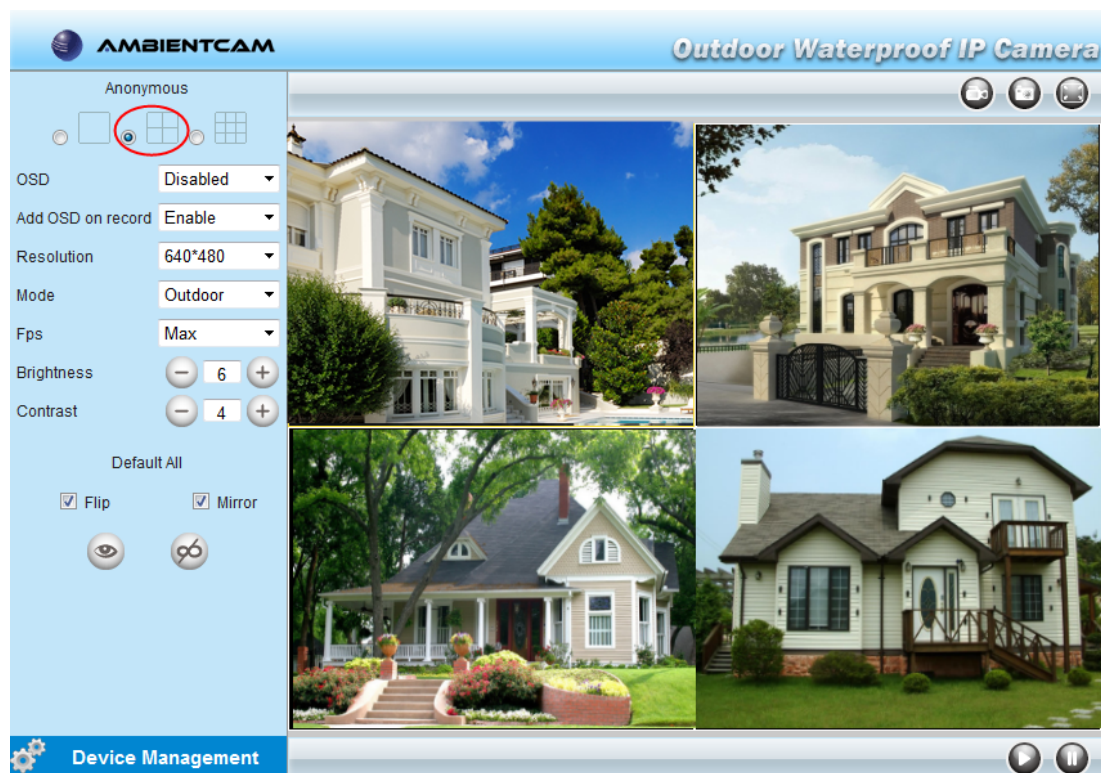 AMBIENTCAM
Outdoor Waterproof IP Camera
Anonymous
OSD Disabled
Add OSD on record Enable
Resolution 640*480
Mode Outdoor
Fps Max
Brightness 6
Contrast 4
Default All
Flip Mirror
Device Management